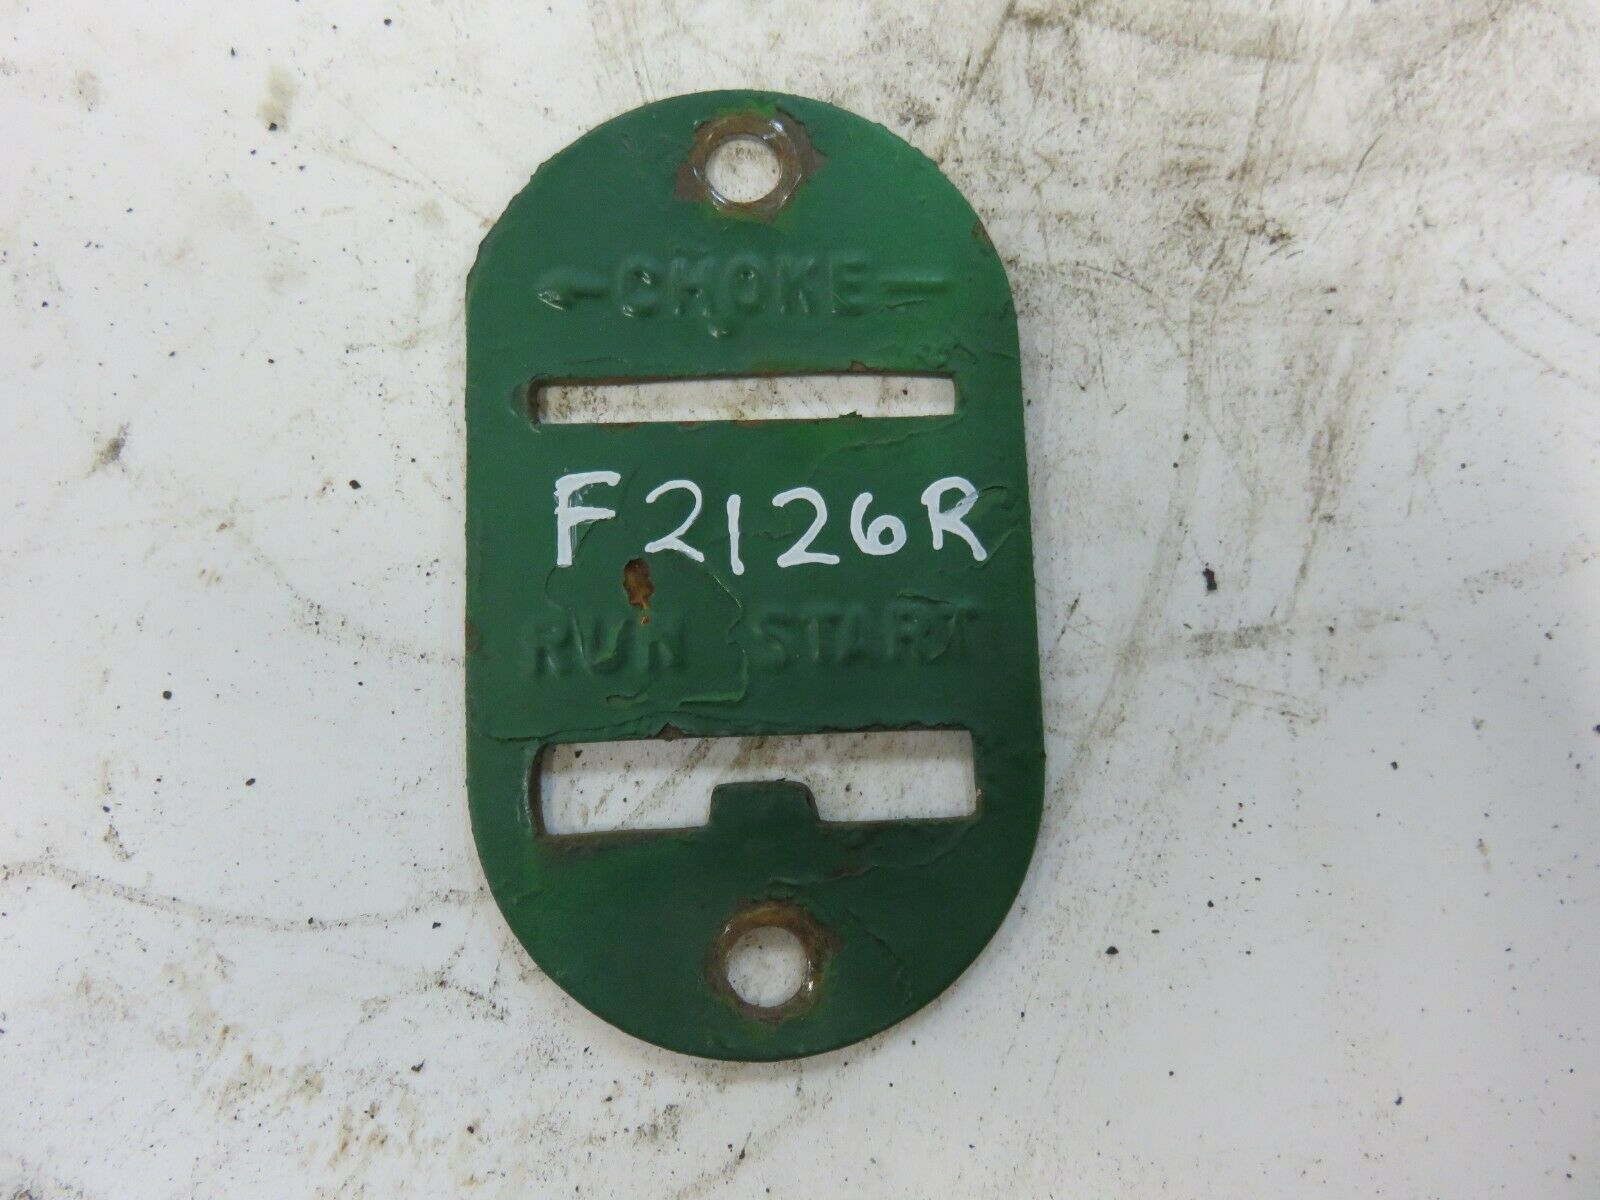 ←CHOKE—
F2126R
RUN START